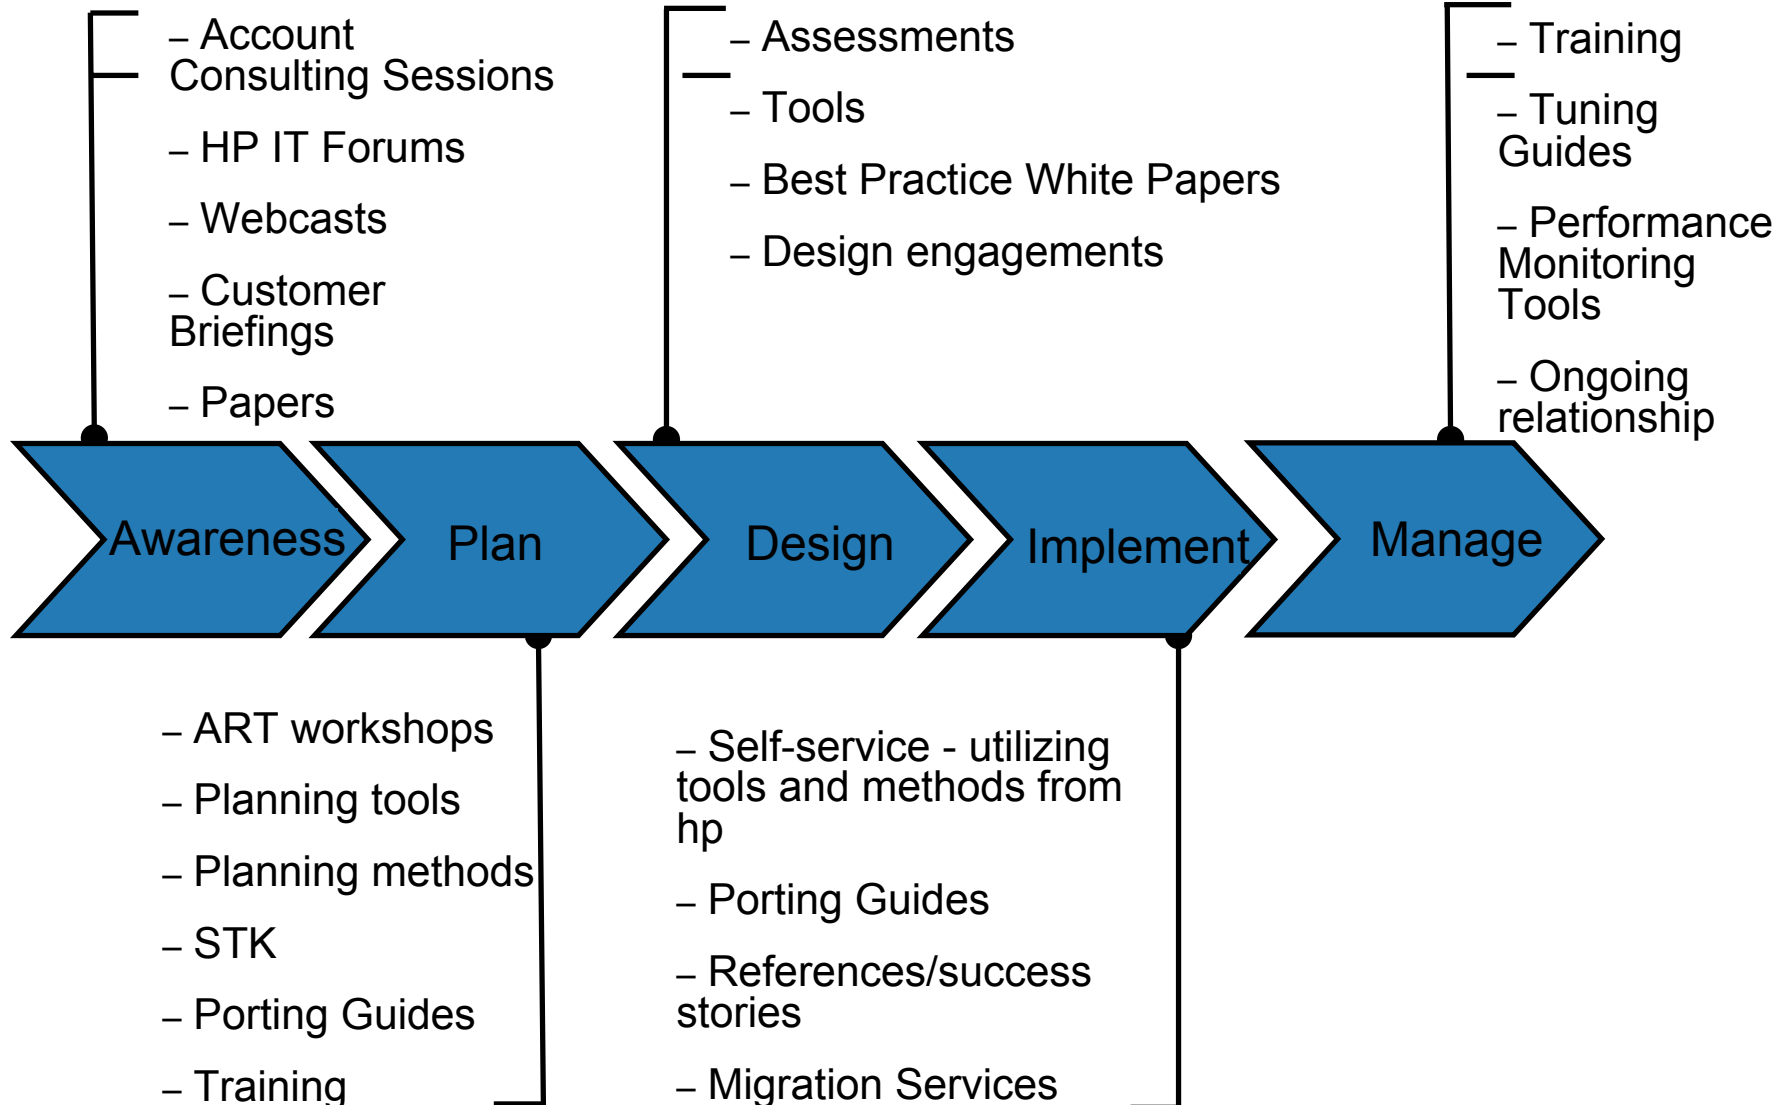 – Account
Consulting Sessions
– HP IT Forums
– Webcasts
– Customer
Briefings
– Papers
– Assessments
– Tools
– Best Practice White Papers
– Design engagements
– Training
– Tuning
Guides
– Performance
Monitoring
Tools
– Ongoing
relationship
Awareness
Plan
Design
Implement
Manage
– ART workshops
– Planning tools
– Planning methods
– STK
– Porting Guides
– Training
– Self-service - utilizing
tools and methods from
hp
– Porting Guides
– References/success
stories
– Migration Services